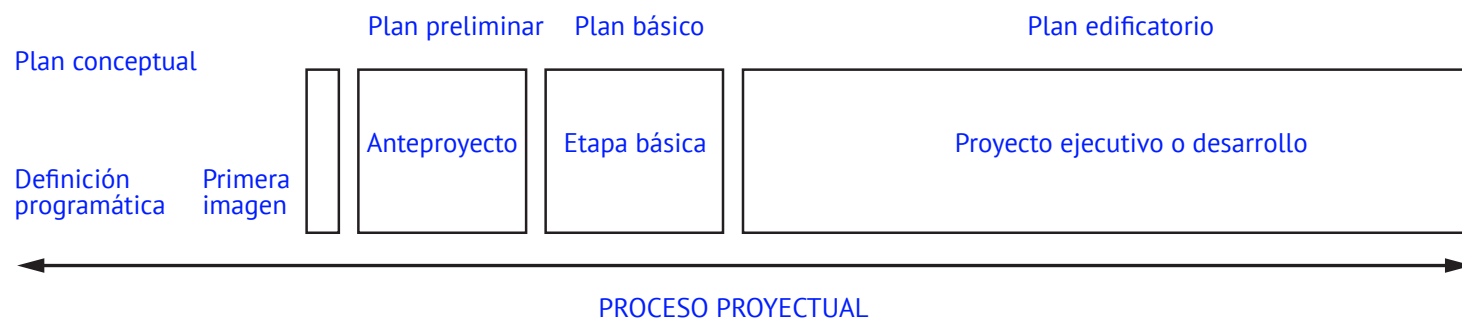 Plan preliminar
Plan básico
Plan edificatorio
Plan conceptual
Anteproyecto
Etapa básica
Proyecto ejecutivo o desarrollo
Definición
programática
Primera
imagen
PROCESO PROYECTUAL